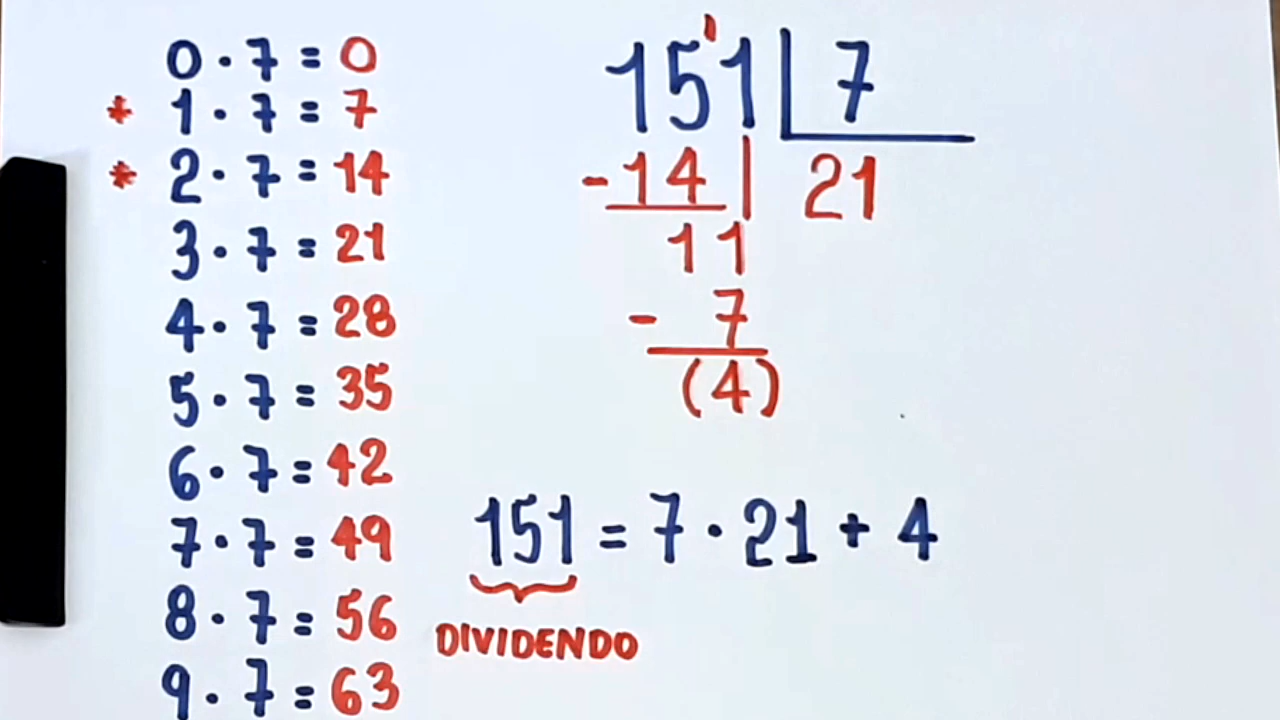 0 · 7 = 0
* 1 · 7 = 7
* 2 · 7 = 14
3 · 7 = 21
4 · 7 = 28
5 · 7 = 35
6 · 7 = 42
7 · 7 = 49
8 · 7 = 56
9 · 7 = 63
15'1 | 7
-14 | 21
11
- 7
(4)
151 = 7 · 21 + 4
DIVIDENDO